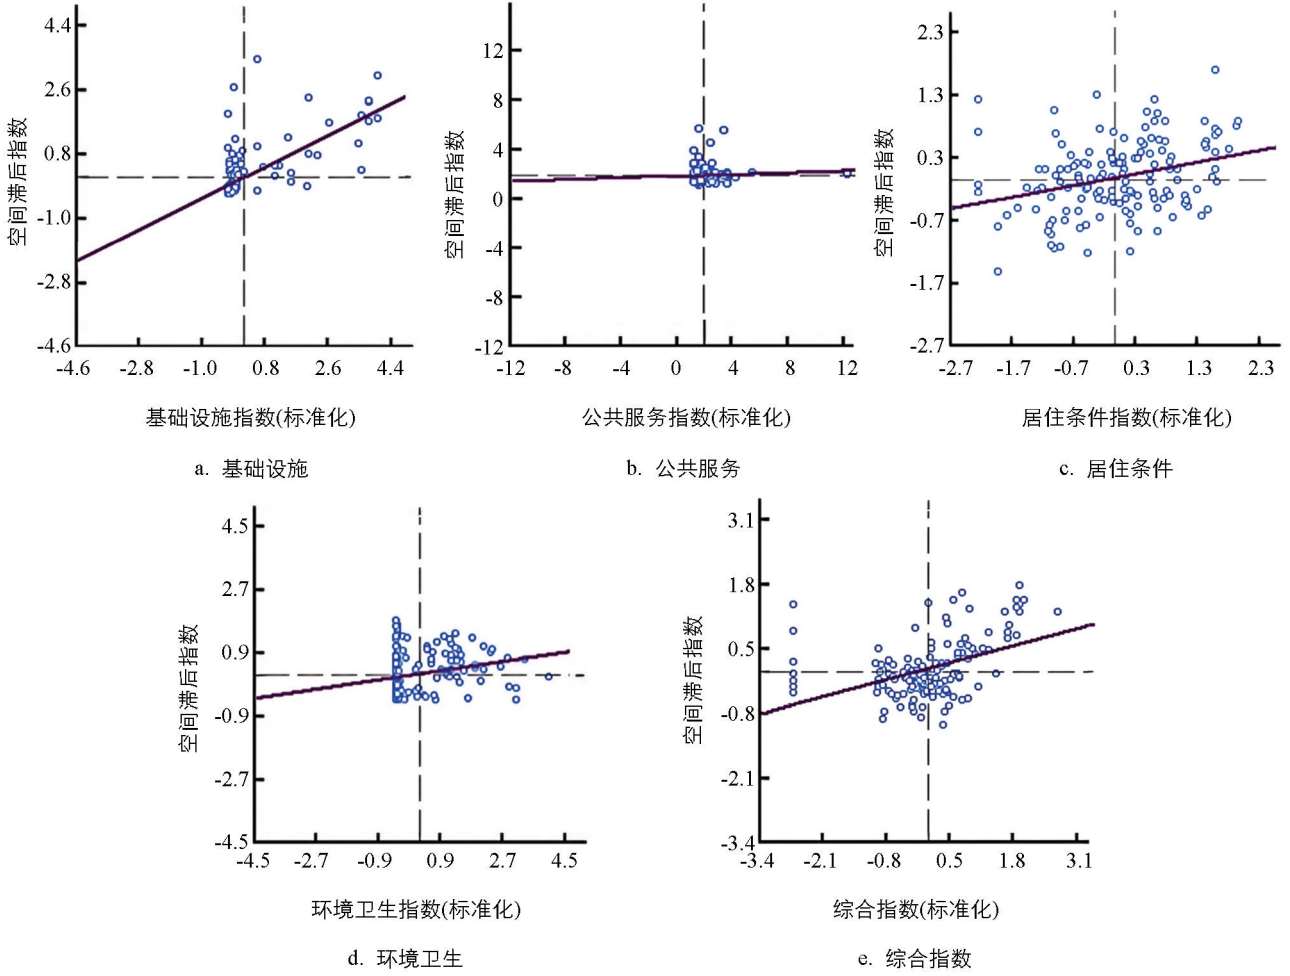 4.4
2.6
0.8
-1.0
-2.8
-4.6
空间滞后指数
-4.6 -2.8 -1.0 0.8 2.6 4.4
基础设施指数(标准化)
a. 基础设施
12
8
4
0
-4
-8
-12
空间滞后指数
-12 -8 -4 0 4 8 12
公共服务指数(标准化)
b. 公共服务
2.3
1.3
0.3
-0.7
-1.7
-2.7
空间滞后指数
-2.7 -1.7 -0.7 0.3 1.3 2.3
居住条件指数(标准化)
c. 居住条件
4.5
2.7
0.9
-0.9
-2.7
-4.5
空间滞后指数
-4.5 -2.7 -0.9 0.9 2.7 4.5
环境卫生指数(标准化)
d. 环境卫生
3.1
1.8
0.5
-0.8
-2.1
-3.4
空间滞后指数
-3.4 -2.1 -0.8 0.5 1.8 3.1
综合指数(标准化)
e. 综合指数